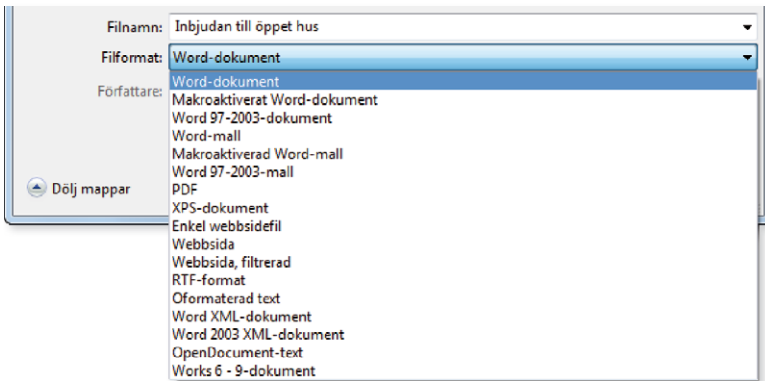 Filnamn: Inbjudan till öppet hus
Filformat: Word-dokument
Författare:
Word-dokument
Makroaktiverat Word-dokument
Word 97-2003-dokument
Word-mall
Makroaktiverad Word-mall
Word 97-2003-mall
PDF
XPS-dokument
Enkel webbsidefil
Webbsida
Webbsida, filtrerad
RTF-format
Oformaterad text
Word XML-dokument
Word 2003 XML-dokument
OpenDocument-text
Works 6 - 9-dokument
Dölj mappar